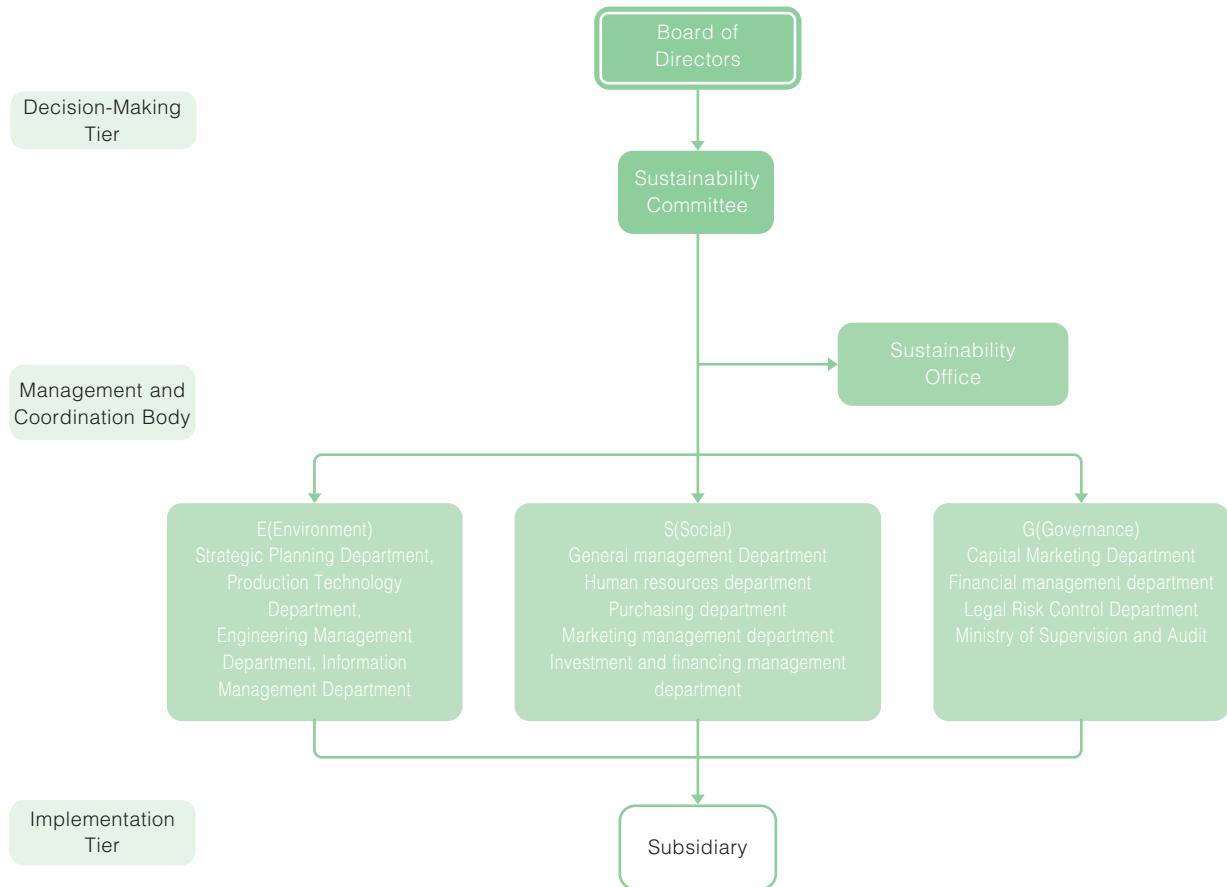 Board of
Directors
Decision-Making
Tier
Sustainability
Committee
Sustainability
Office
Management and
Coordination Body
E(Environment)
Strategic Planning Department,
Production Technology
Department,
Engineering Management
Department, Information
Management Department
S(Social)
General management Department
Human resources department
Purchasing department
Marketing management department
Investment and financing management
department
G(Governance)
Capital Marketing Department
Financial management department
Legal Risk Control Department
Ministry of Supervision and Audit
Implementation
Tier
Subsidiary